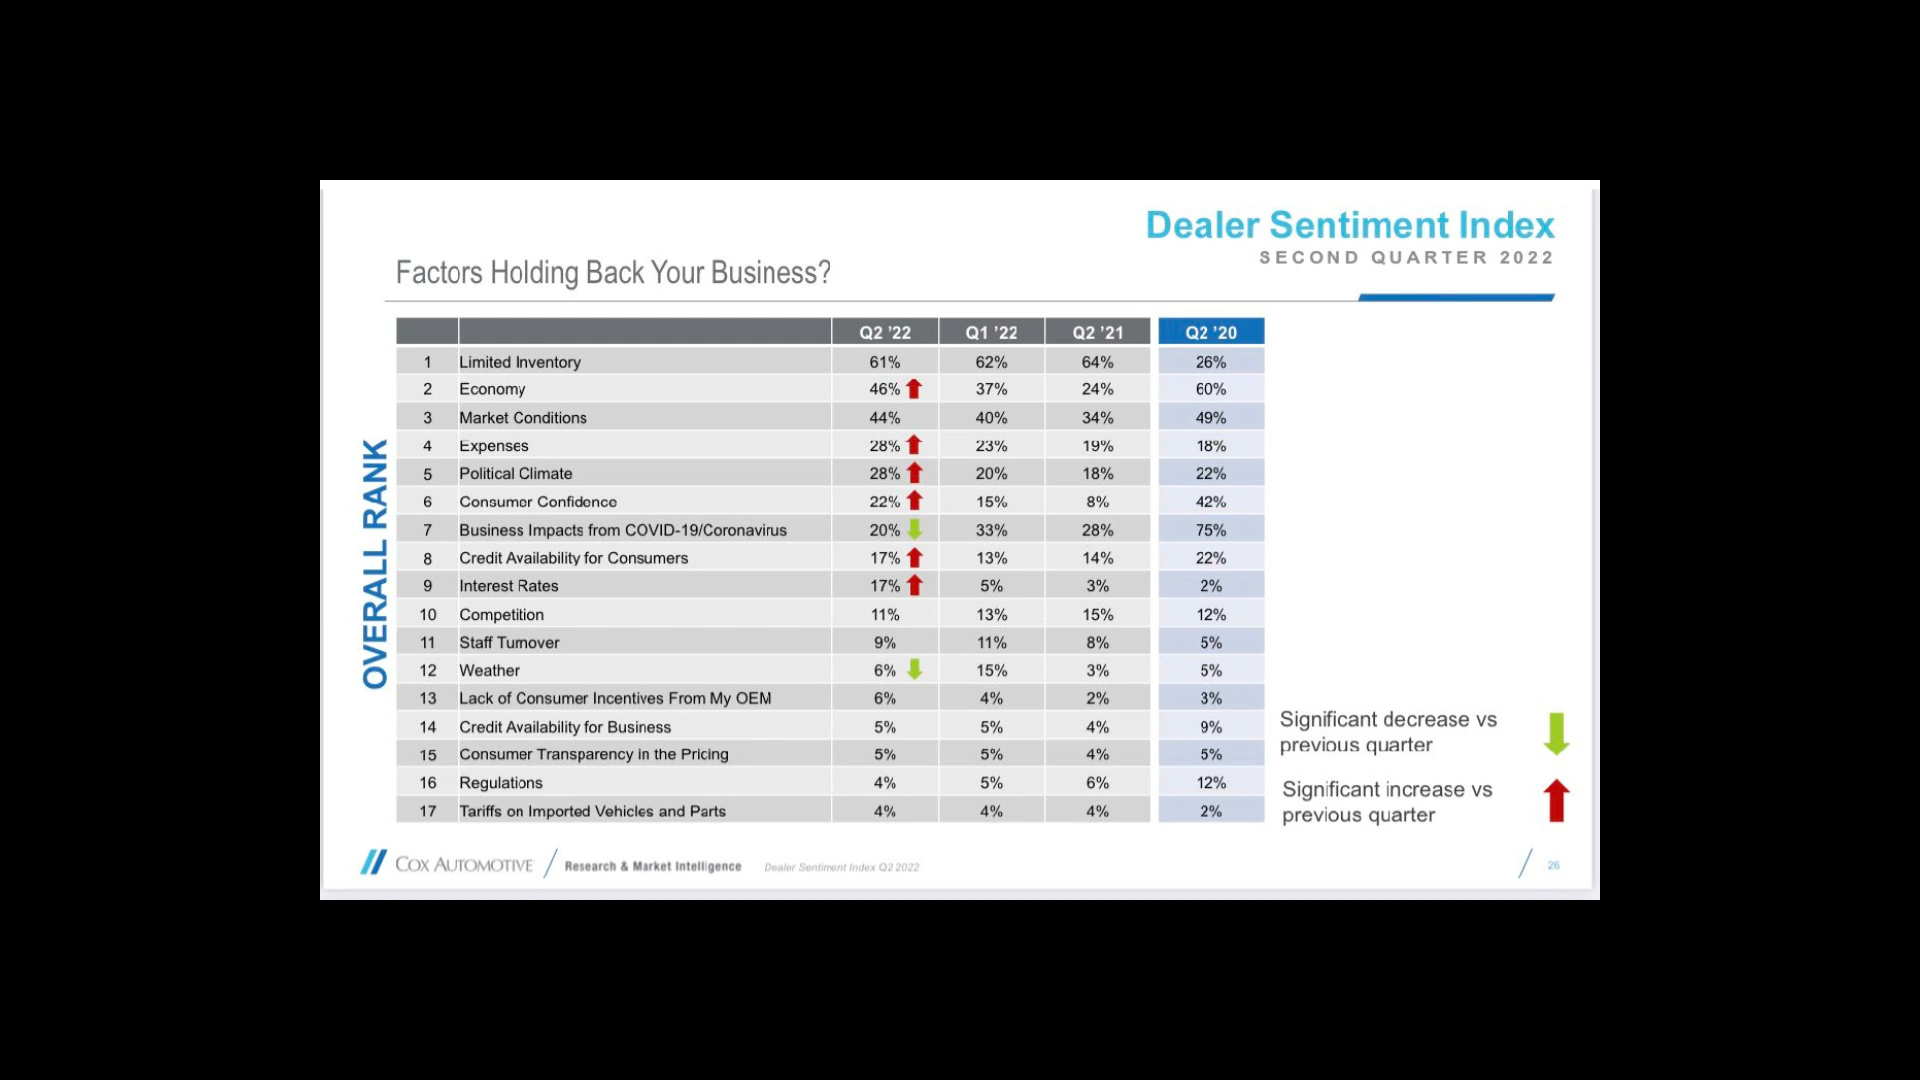 Dealer Sentiment Index
SECOND QUARTER 2022
Factors Holding Back Your Business?
Q2 ’22 Q1 ’22 Q2 ’21 Q2 ’20
1 Limited Inventory 61% 62% 64% 26%
2 Economy 46% 37% 24% 60%
3 Market Conditions 44% 40% 34% 49%
4 Expenses 28% 23% 19% 18%
5 Political Climate 28% 20% 18% 22%
6 Consumer Confidence 22% 15% 8% 42%
7 Business Impacts from COVID-19/Coronavirus 20% 33% 28% 75%
8 Credit Availability for Consumers 17% 13% 14% 22%
9 Interest Rates 17% 5% 3% 2%
10 Competition 11% 13% 15% 12%
11 Staff Turnover 9% 11% 8% 5%
12 Weather 6% 15% 3% 5%
13 Lack of Consumer Incentives From My OEM 6% 4% 2% 3%
14 Credit Availability for Business 5% 5% 4% 9%
15 Consumer Transparency in the Pricing 5% 5% 4% 5%
16 Regulations 4% 5% 6% 12%
17 Tariffs on Imported Vehicles and Parts 4% 4% 4% 2%
OVERALL RANK
Significant decrease vs
previous quarter
Significant increase vs
previous quarter
COX AUTOMOTIVE Research & Market Intelligence Dealer Sentiment Index Q2 2022 26